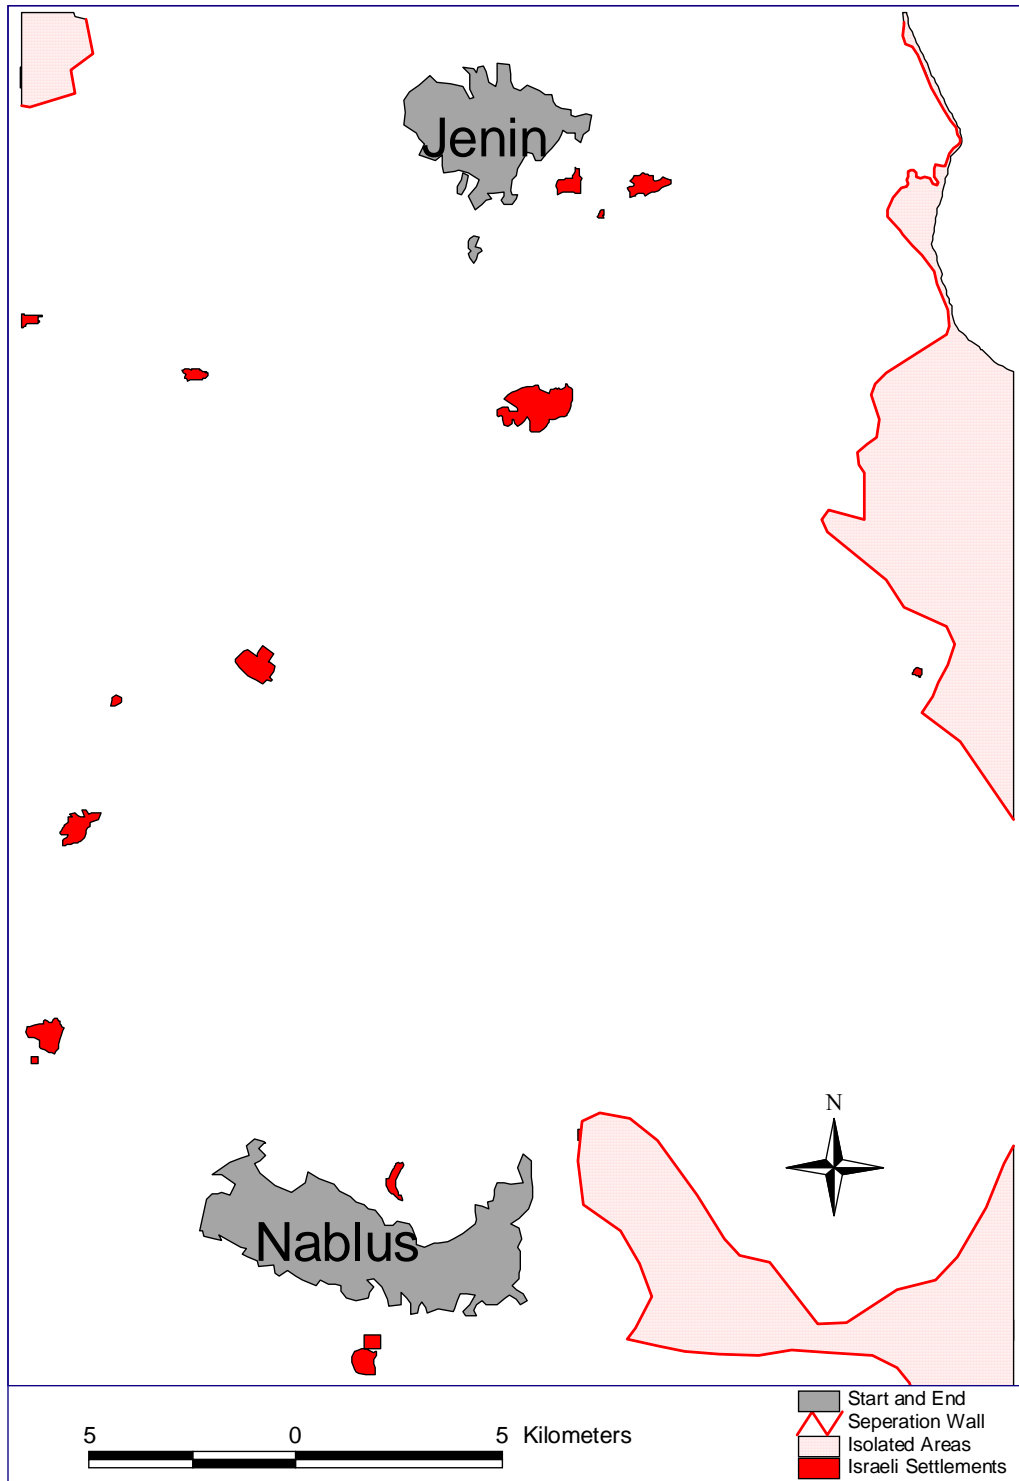 Jenin
N
Nablus
5 0 5 Kilometers
Start and End
Seperation Wall
Isolated Areas
Israeli Settlements